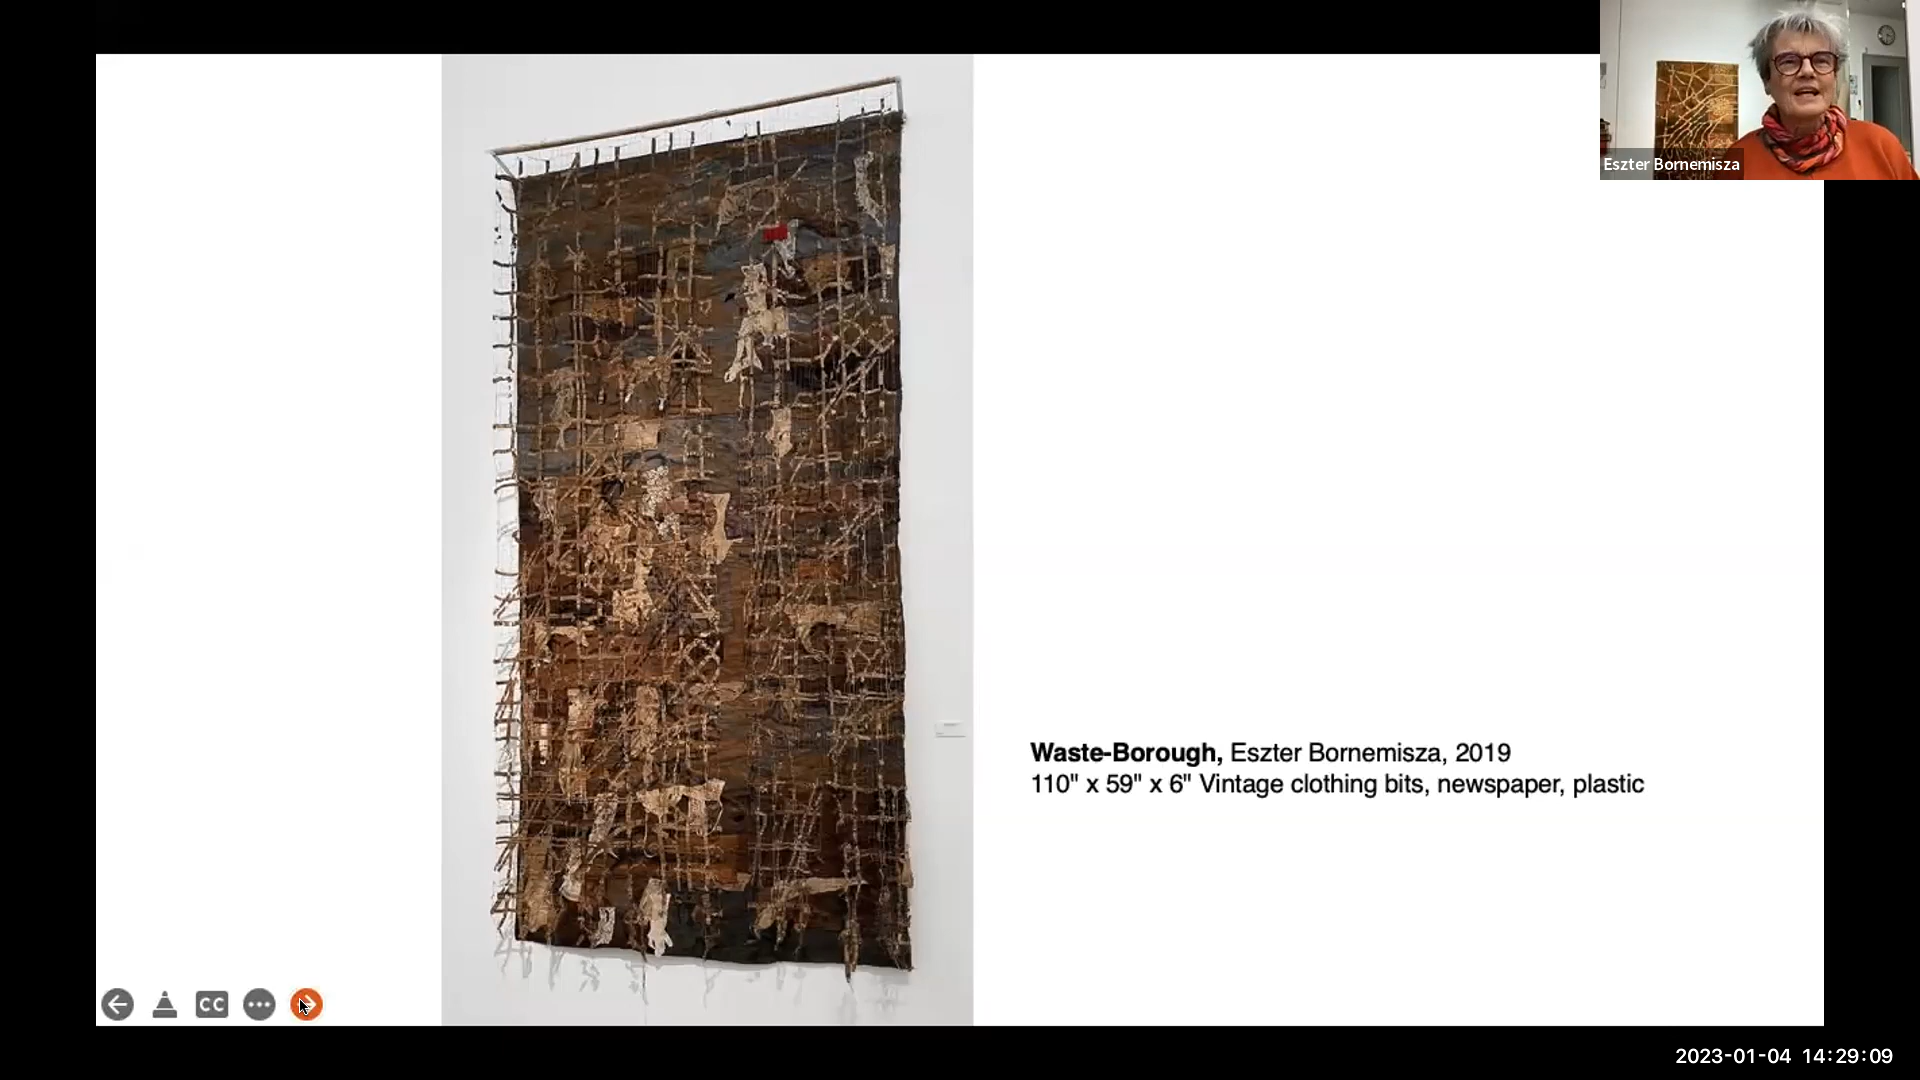 Eszter Bornemisza
Waste-Borough, Eszter Bornemisza, 2019
110" x 59" x 6" Vintage clothing bits, newspaper, plastic
CC
2023-01-04 14:29:09